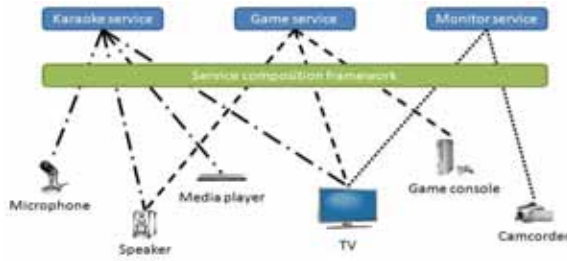 Karaoke service
Game service
Monitor service
Service composition framework
Microphone
Speaker
Media player
TV
Game console
Camcorder